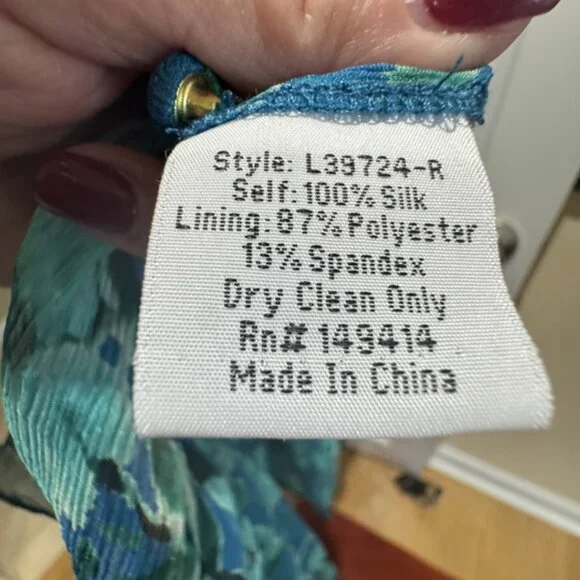 Style: L39724-R
Self: 100% Silk
Lining: 87% Polyester
13% Spandex
Dry Clean Only
Rn# 149414
Made In China